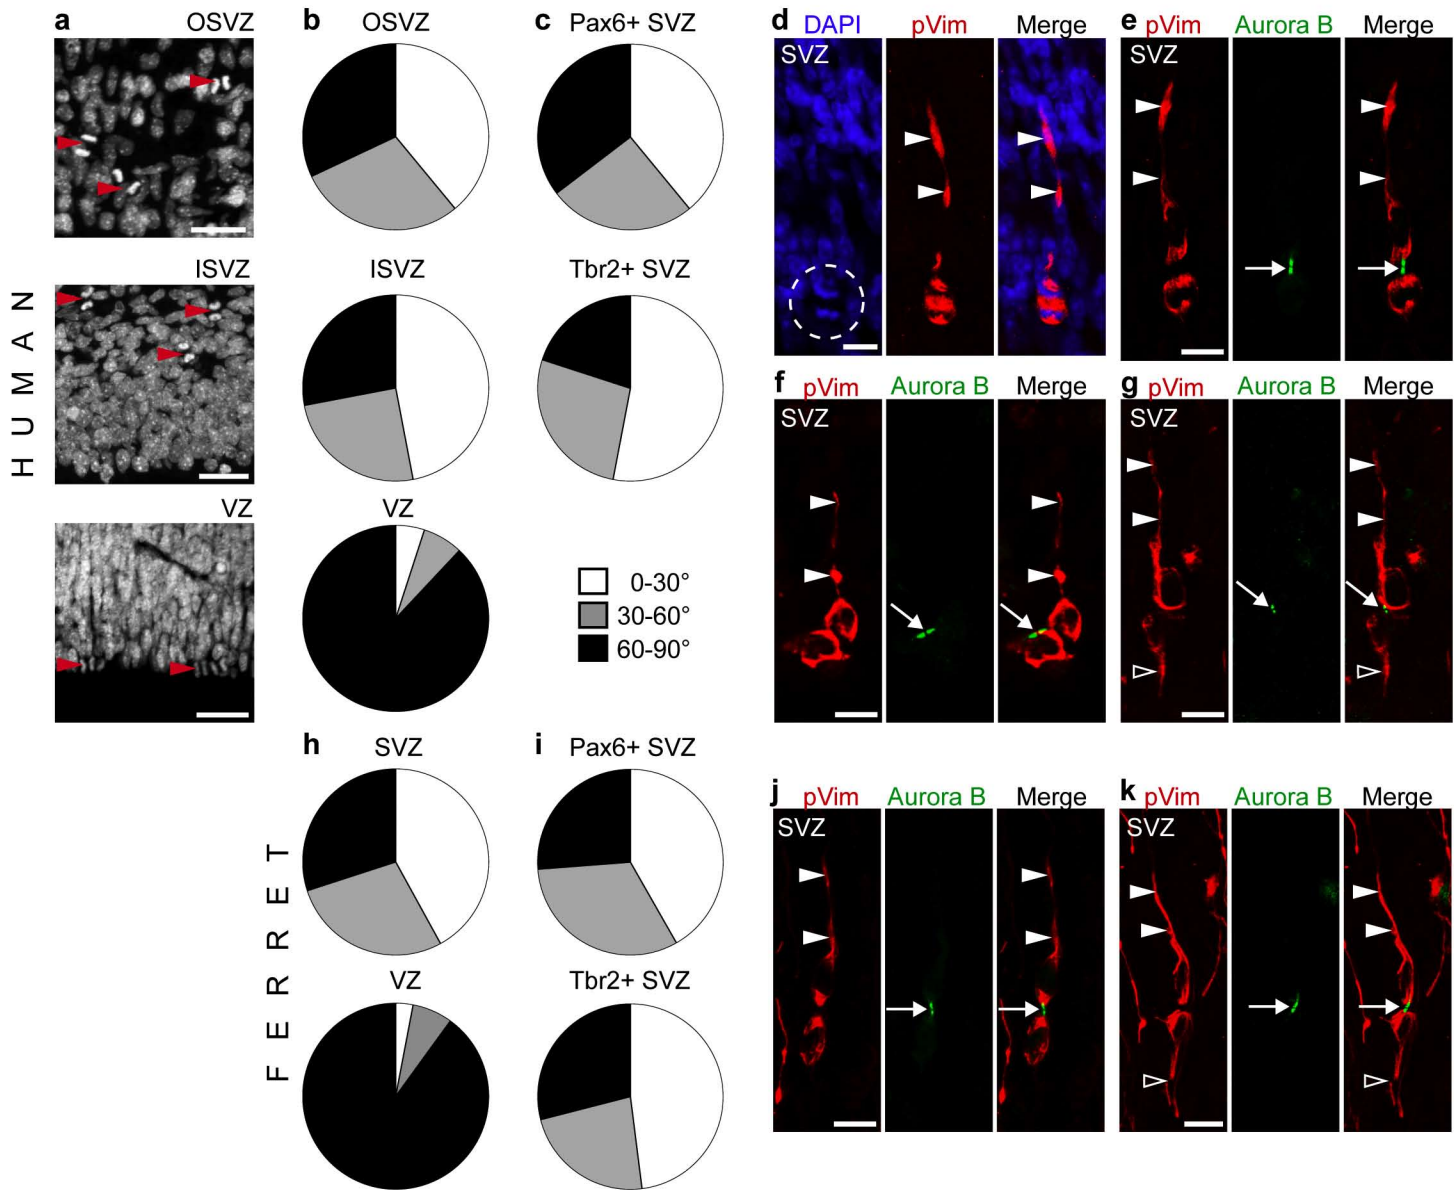 a
OSVZ
ISVZ
VZ
H U M A N
b
OSVZ
ISVZ
VZ
c
Pax6+ SVZ
Tbr2+ SVZ
0-30°
30-60°
60-90°
d
DAPI pVim Merge
SVZ
e
pVim Aurora B Merge
SVZ
f
pVim Aurora B Merge
SVZ
g
pVim Aurora B Merge
SVZ
F E R R E T
h
SVZ
VZ
i
Pax6+ SVZ
Tbr2+ SVZ
j
pVim Aurora B Merge
SVZ
k
pVim Aurora B Merge
SVZ